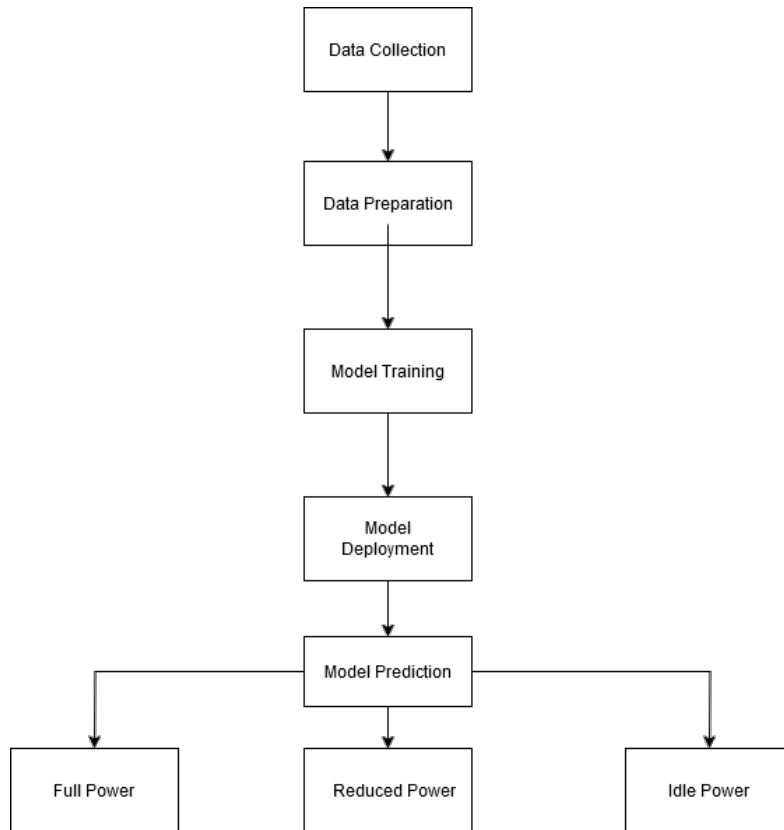 Data Collection
Data Preparation
Model Training
Model
Deployment
Model Prediction
Full Power
Reduced Power
Idle Power